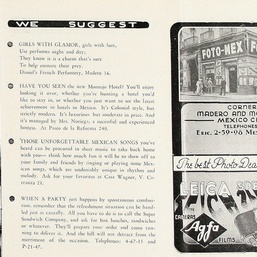 WE SUGGEST
GIRLS WITH GLAMOR, girls with lure,
Use perfumes night and day;
They know it is a charm that's sure
To help ensnare their prey.
Madero 14.
HAVE YOU SEEN the new Montejo Hotel? You'll enjoy
looking it over, whether you're hunting a hotel you'd
like to stay in, or whether you just want to see the latest
achievement in hotels in Mexico. It's Colonial style, but
strictly modern. It's luxurious but moderate in price. And
it's managed by Mrs. Noriega, a successful and experienced
hostess. At Paseo de la Reforma 240.
THOSE UNFORGETTABLE MEXICAN SONGS you've
heard can be procured in sheet music to take back home
with you— think how much fun it will be to show off to
your family and friends by singing or playing some Mex-
ican songs, which are undeniably unique in rhythm and
melody. Ask for your favorites at Casa Wagner, V. Ca-
rranza 21.
WHEN A PARTY just happens by spontaneous combus-
tion, remember that the refreshment situation can be hand-
led just as casually. All you have to do is to call the Super
Sandwich Company, and ask for box lunches, sandwiches
or whatever. They'll prepare your order and come run-
ning to deliver it. And the bill will not detract from the
merriment of the occasion. Telephones: 4-67-15 and
P-21-47.
FOTO-NEX
CORNER
MADERO AND MO
MEXICO CI
TELEPHONES
ERIC. 2-59-96 ME
The best Photo Dea
LEICA
CAMERAS
Agfa
FILMS